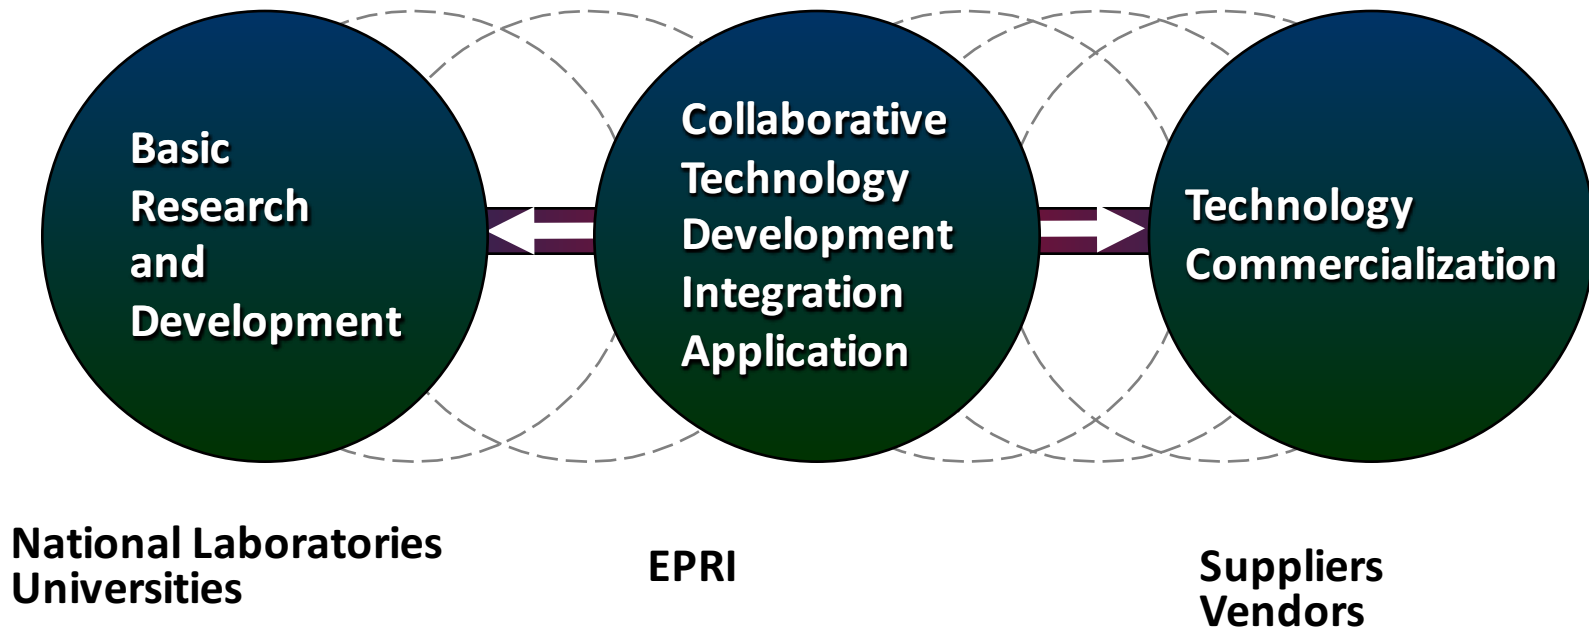 Basic
Research
and
Development
Collaborative
Technology
Development
Integration
Application
Technology
Commercialization
National Laboratories
Universities
EPRI
Suppliers
Vendors